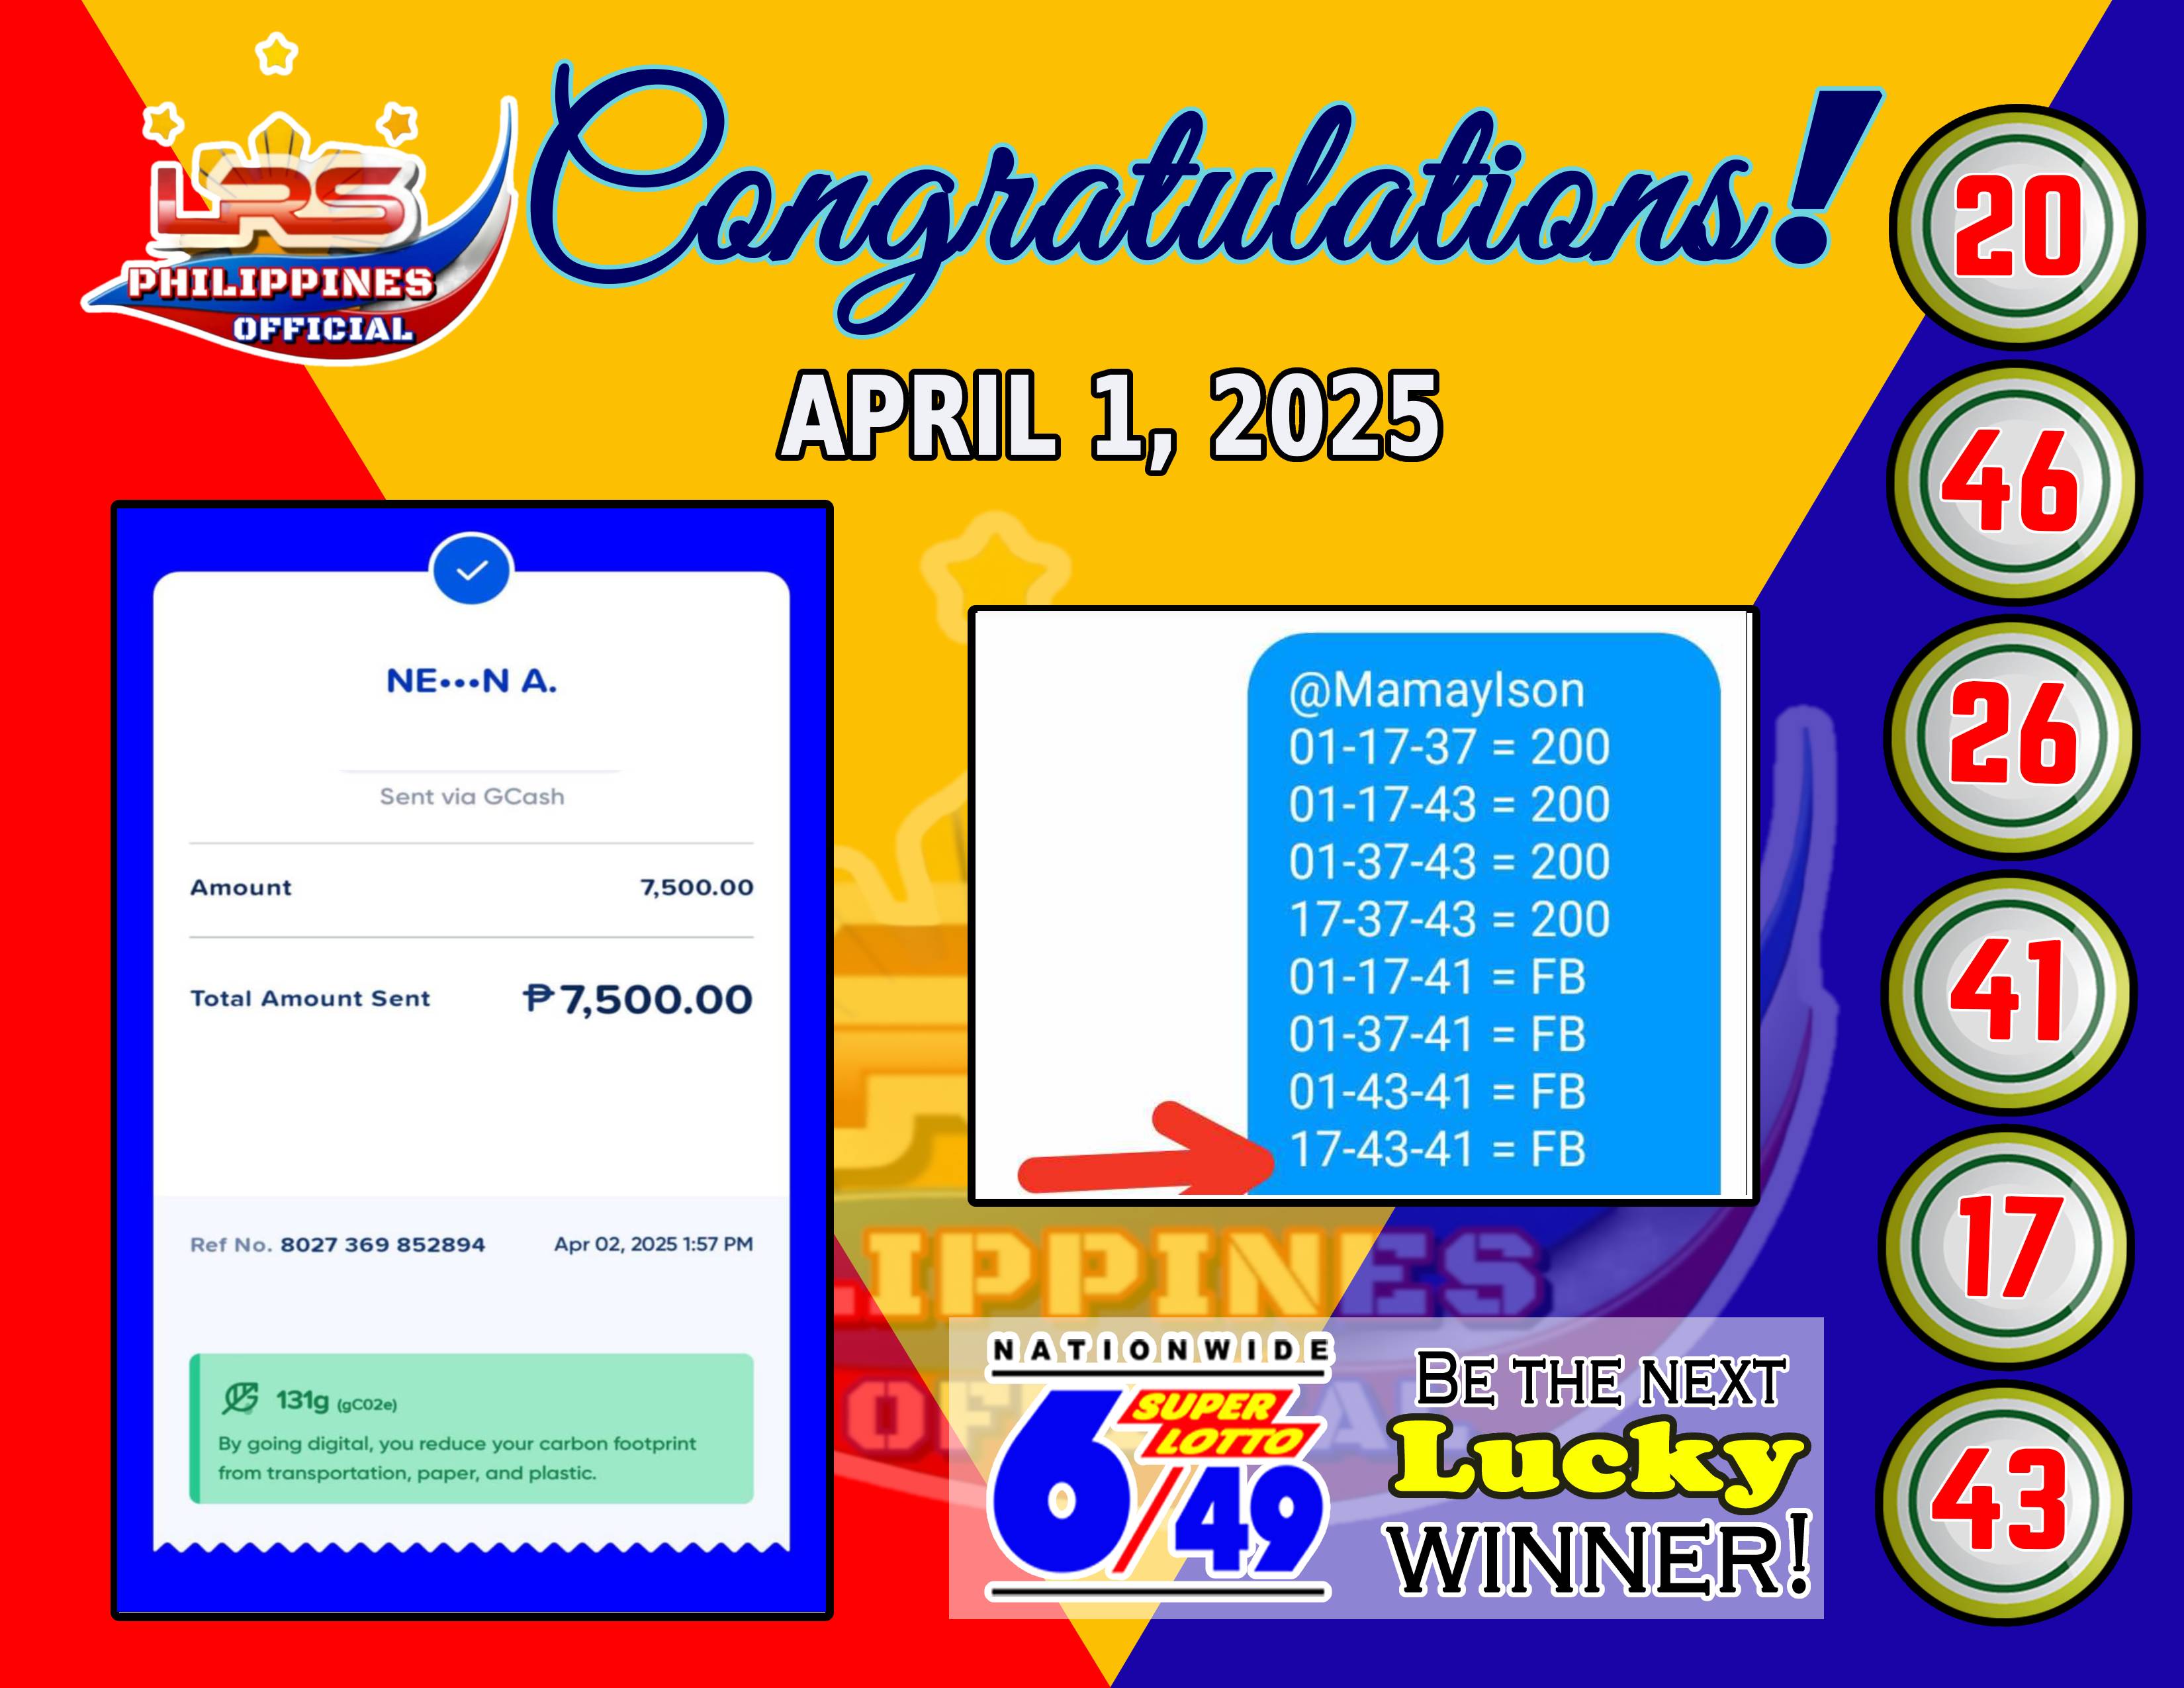 LRS
PHILIPPINES
OFFICIAL
Congratulations!
APRIL 1, 2025
NE•••N A.
Sent via GCash
Amount 7,500.00
Total Amount Sent ₱7,500.00
Ref No. 8027 369 852894 Apr 02, 2025 1:57 PM
131g (gCO2e)
By going digital, you reduce your carbon footprint
from transportation, paper, and plastic.
@Mamaylson
01-17-37 = 200
01-17-43 = 200
01-37-43 = 200
17-37-43 = 200
01-17-41 = FB
01-37-41 = FB
01-43-41 = FB
17-43-41 = FB
NATIONWIDE
SUPER
LOTTO
6/49
BE THE NEXT
Lucky
WINNER!
20
46
26
41
17
43